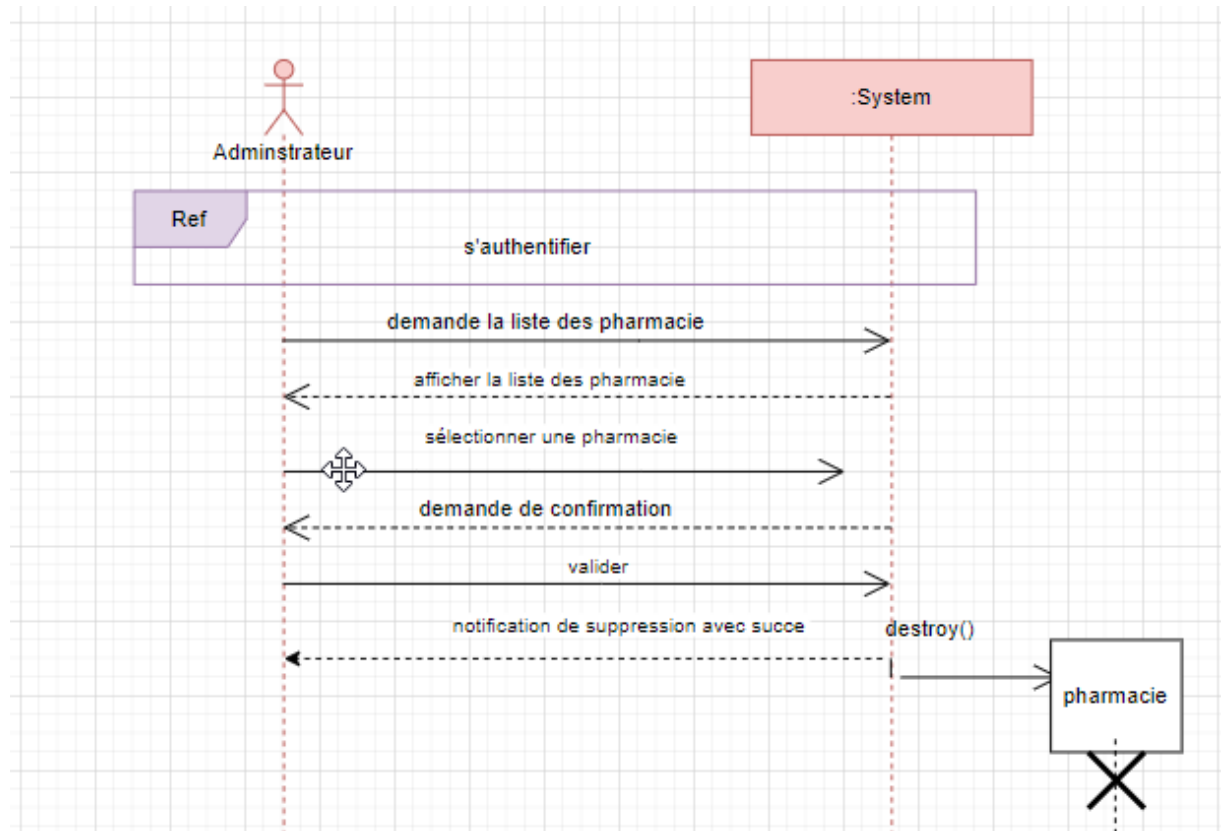 :System
Adminstrateur
Ref
s'authentifier
demande la liste des pharmacie
afficher la liste des pharmacie
sélectionner une pharmacie
demande de confirmation
valider
notification de suppression avec succe
destroy()
pharmacie